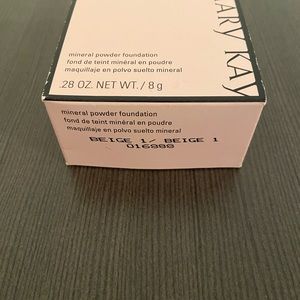 MARY KAY
mineral powder foundation
fond de teint minéral en poudre
maquillaje en polvo suelto mineral
.28 OZ. NET WT./ 8 g
mineral powder foundation
fond de teint minéral en poudre
maquillaje en polvo suelto mineral
BEIGE 1/ BEIGE 1
016988